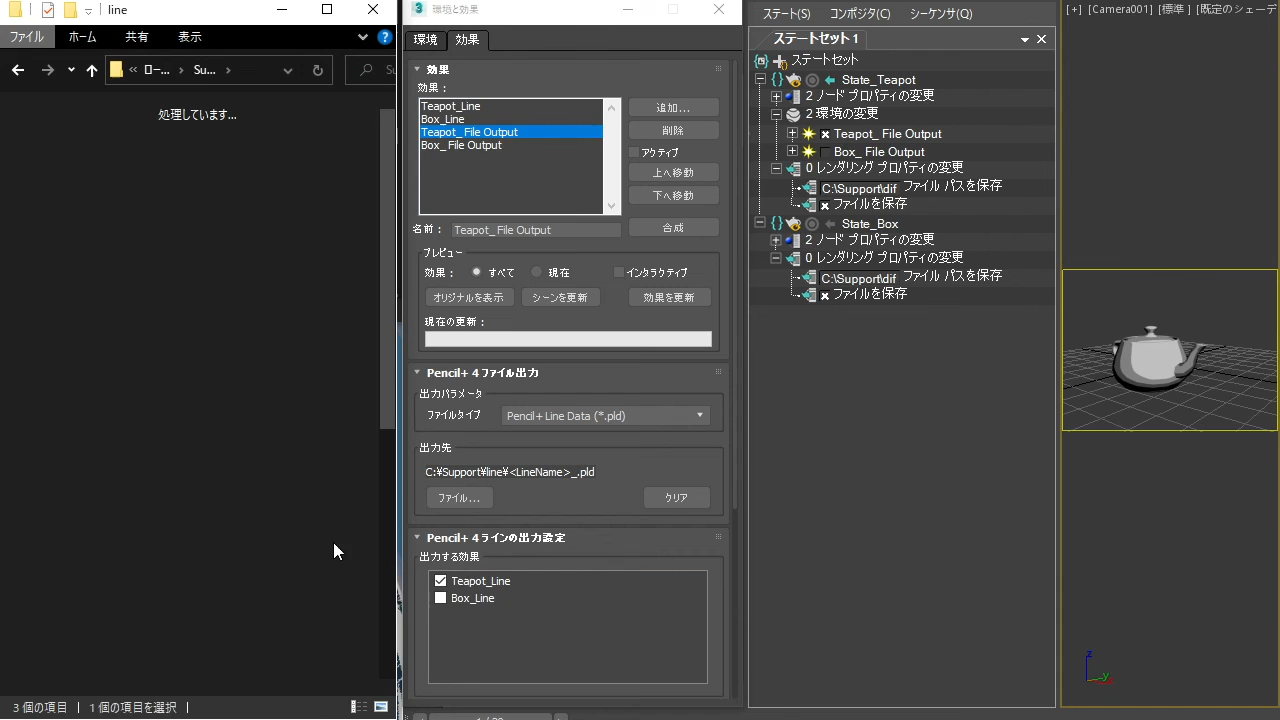 line
ファイル ホーム 共有 表示
ロー... Su...
処理しています...
3 個の項目 1 個の項目を選択
環境と効果
環境 効果
効果
効果：
Teapot_Line
Box_Line
Teapot_ File Output
Box_ File Output
追加...
削除
アクティブ
上へ移動
下へ移動
名前： Teapot_ File Output 合成
プレビュー
効果： すべて 現在 インタラクティブ
オリジナルを表示 シーンを更新 効果を更新
現在の更新：
Pencil+ 4 ファイル出力
出力パラメータ
ファイルタイプ Pencil+ Line Data (*.pld)
出力先
C:¥Support¥line¥<LineName>_.pld
ファイル... クリア
Pencil+ 4 ラインの出力設定
出力する効果
Teapot_Line
Box_Line
ステート(S) コンポジタ(C) シーケンサ(Q)
ステートセット 1
ステートセット
State_Teapot
2 ノード プロパティの変更
2 環境の変更
Teapot_ File Output
Box_ File Output
0 レンダリング プロパティの変更
C:\Support\dif ファイル パスを保存
ファイルを保存
State_Box
2 ノード プロパティの変更
0 レンダリング プロパティの変更
C:\Support\dif ファイル パスを保存
ファイルを保存
[+] [Camera001] [標準 ] [既定のシェーデ
z
y